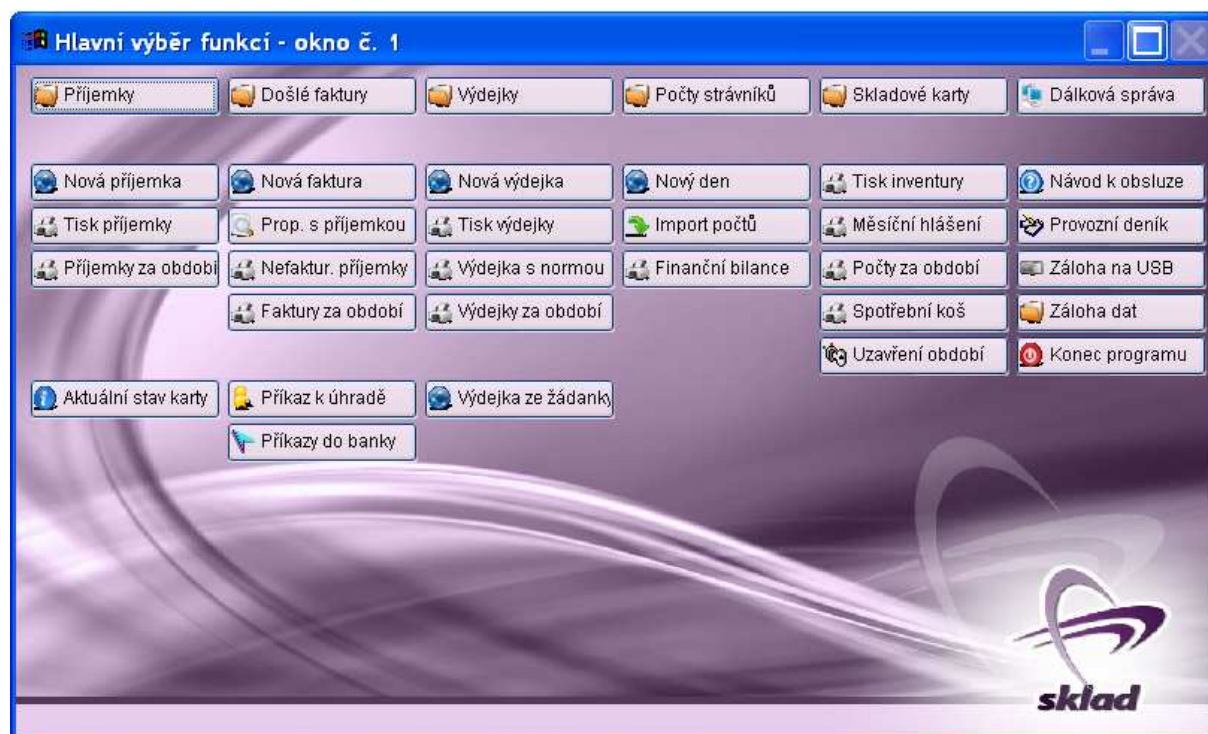 Hlavní výběr funkcí - okno č. 1
Příjemky Došlé faktury Výdejky Počty strávníků Skladové karty Dálková správa
Nová příjemka Nová faktura Nová výdejka Nový den Tisk inventury Návod k obsluze
Tisk příjemky Prop. s příjemkou Tisk výdejky Import počtů Měsíční hlášení Provozní deník
Příjemky za obdobi Nefaktur. příjemky Výdejka s normou Finanční bilance Počty za období Záloha na USB
Faktury za období Výdejky za období Spotřební koš Záloha dat
Uzavření období Konec programu
Aktuální stav karty Příkaz k úhradě Výdejka ze žádanky
Příkazy do banky
sklad